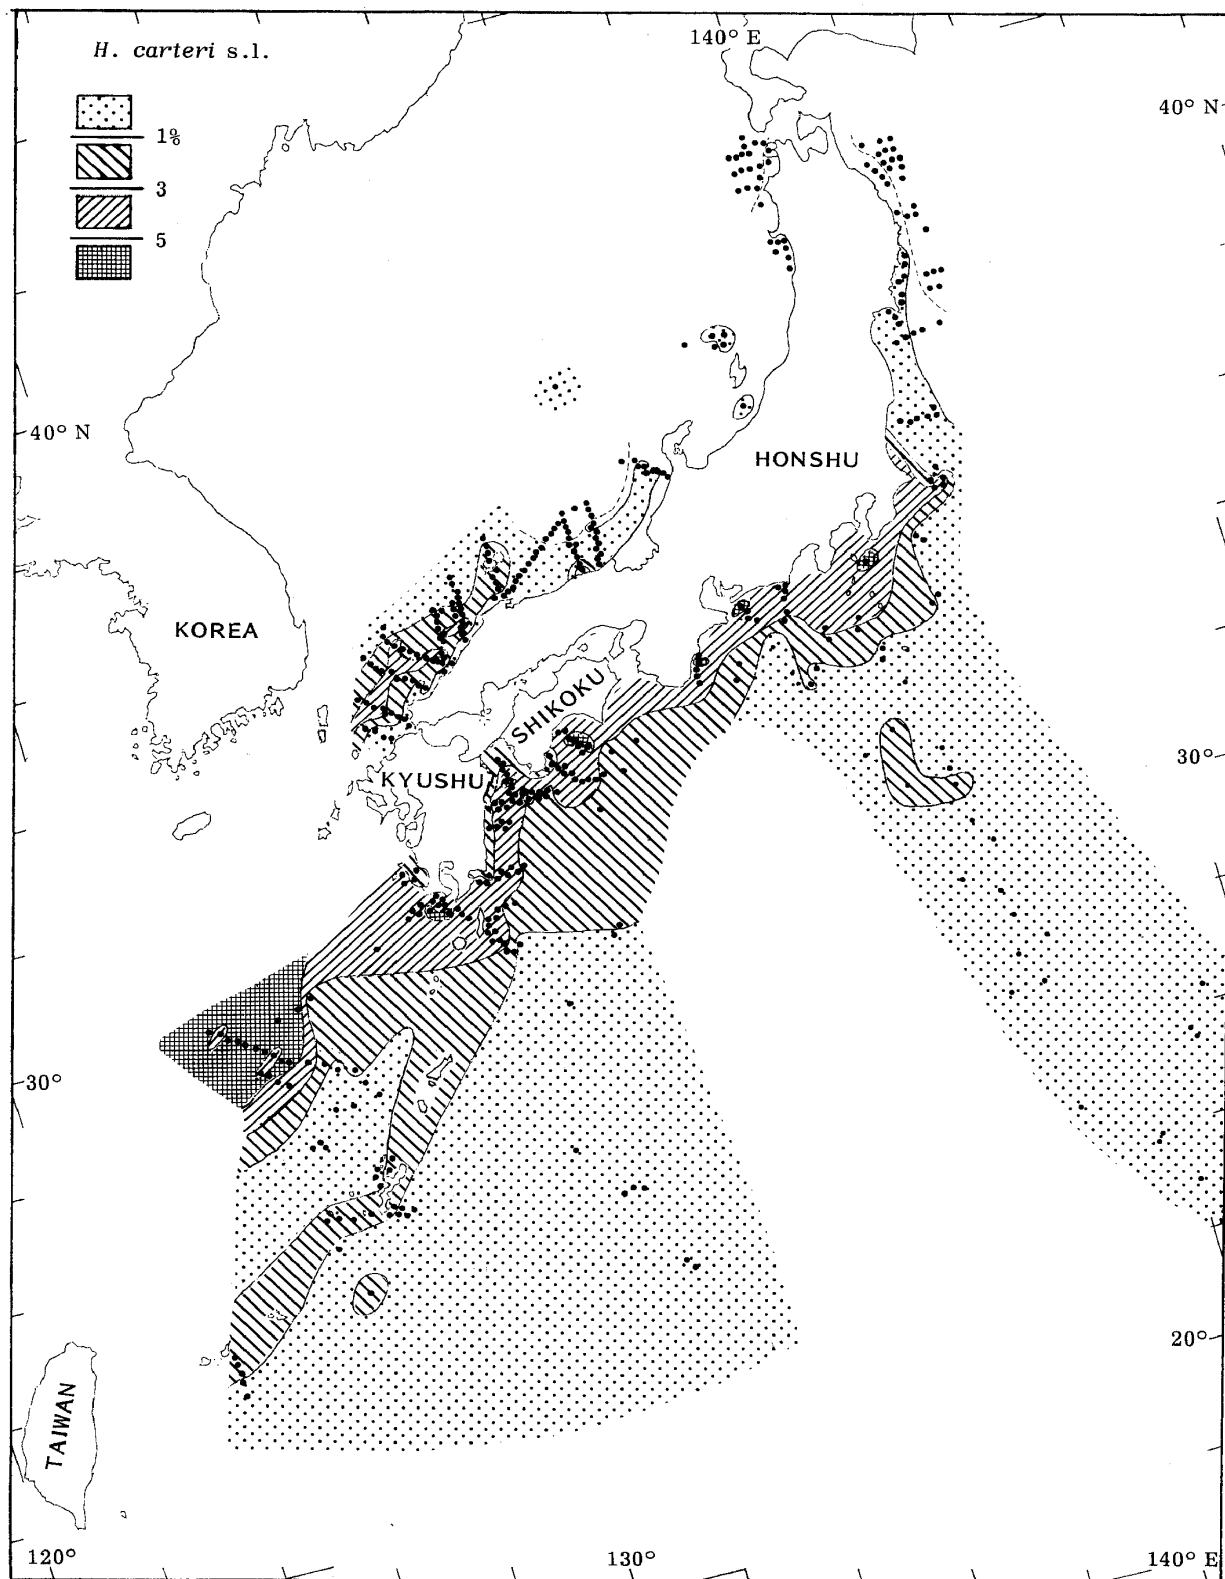 140° E
H. carteri s.l.
1%
3
5
40° N
40° N
HONSHU
KOREA
SHIKOKU
KYUSHU
30°
30°
20°
TAIWAN
120°
130°
140° E